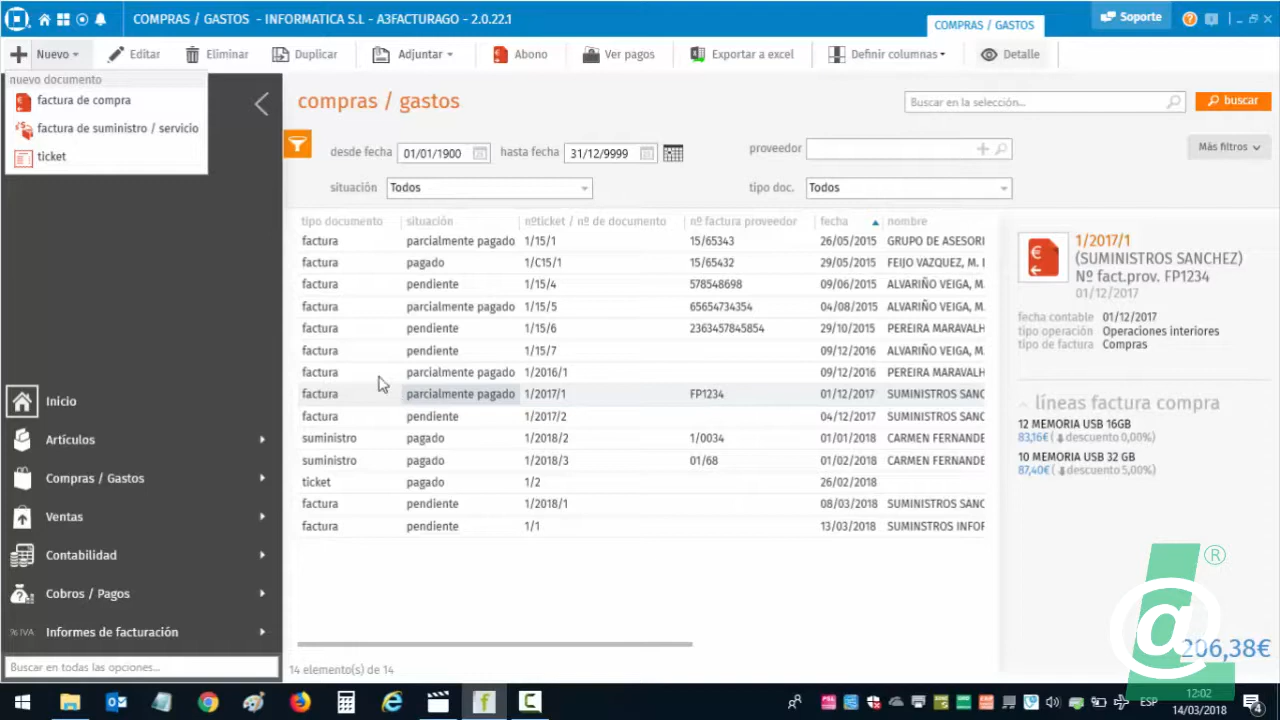 COMPRAS / GASTOS - INFORMATICA S.L - A3FACTURAGO - 2.0.22.1
COMPRAS / GASTOS
Soporte
Nuevo
Editar
Eliminar
Duplicar
Adjuntar
Abono
Ver pagos
Exportar a excel
Definir columnas
Detalle
nuevo documento
factura de compra
factura de suministro / servicio
ticket
compras / gastos
Buscar en la selección...
buscar
desde fecha 01/01/1900 hasta fecha 31/12/9999
proveedor
Más filtros
situación Todos
tipo doc. Todos
tipo documento situación nºticket / nº de documento nº factura proveedor fecha nombre
factura parcialmente pagado 1/15/1 15/65343 26/05/2015 GRUPO DE ASESORI
factura pagado 1/C15/1 15/65432 29/05/2015 FEIJO VAZQUEZ, M. I
factura pendiente 1/15/4 578548698 09/06/2015 ALVARIÑO VEIGA, M.
factura parcialmente pagado 1/15/5 65654734354 04/08/2015 ALVARIÑO VEIGA, M.
factura pendiente 1/15/6 2363457845854 29/10/2015 PEREIRA MARAVALH
factura pendiente 1/15/7 09/12/2016 ALVARIÑO VEIGA, M.
factura parcialmente pagado 1/2016/1 09/12/2016 PEREIRA MARAVALH
factura parcialmente pagado 1/2017/1 FP1234 01/12/2017 SUMINISTROS SANC
factura pendiente 1/2017/2 04/12/2017 SUMINISTROS SANC
suministro pagado 1/2018/2 1/0034 01/01/2018 CARMEN FERNANDE
suministro pagado 1/2018/3 01/68 01/02/2018 CARMEN FERNANDE
ticket pagado 1/2 26/02/2018
factura pendiente 1/2018/1 08/03/2018 SUMINISTROS SANC
factura pendiente 1/1 13/03/2018 SUMINSTROS INFOR
14 elemento(s) de 14
1/2017/1
(SUMINISTROS SANCHEZ)
Nº fact.prov. FP1234
01/12/2017
fecha contable 01/12/2017
tipo operación Operaciones interiores
tipo de factura Compras
líneas factura compra
12 MEMORIA USB 16GB
83,16€ (descuento 0,00%)
10 MEMORIA USB 32 GB
87,40€ (descuento 5,00%)
206,38€
Inicio
Artículos
Compras / Gastos
Ventas
Contabilidad
Cobros / Pagos
% IVA Informes de facturación
Buscar en todas las opciones...
ESP
12:02
14/03/2018
4